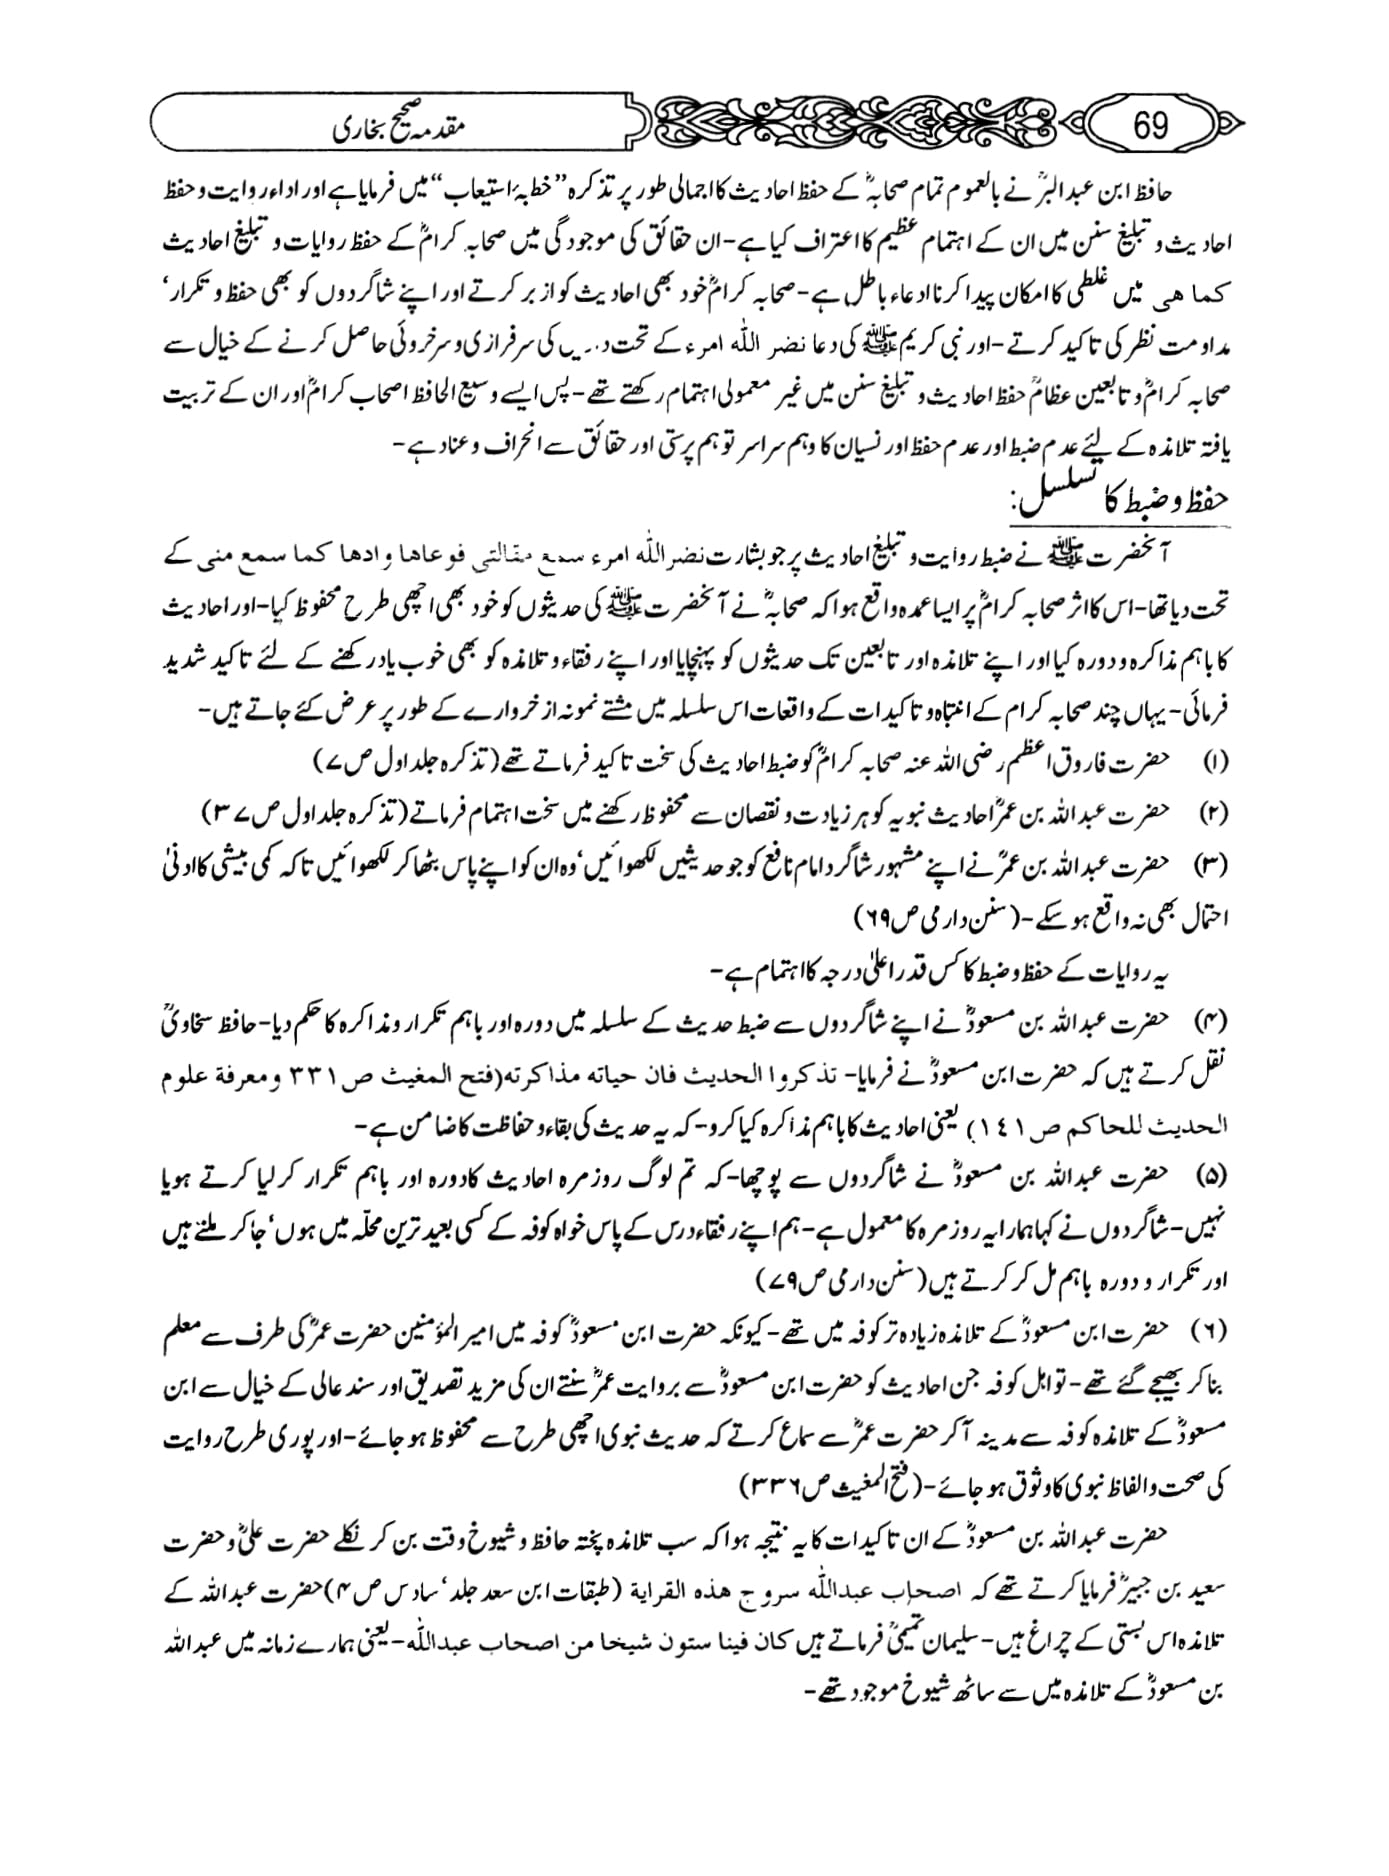 69
مقدمہ صحیح بخاری
حافظ ابن عبدالبرؒ نے بالعموم تمام صحابہؓ کے حفظ احادیث کا اجمالی طور پر تذکرہ ”خطبۂ استیعاب“ میں فرمایا ہے اور اداء روایت و حفظ
احادیث و تبلیغ سنن میں ان کے اہتمام عظیم کا اعتراف کیا ہے- ان حقائق کی موجودگی میں صحابہ کرامؓ کے حفظ روایات و تبلیغ احادیث
کما ھی میں غلطی کا امکان پیدا کرنا ادعاء باطل ہے- صحابہ کرامؓ خود بھی احادیث کو ازبر کرتے اور اپنے شاگردوں کو بھی حفظ و تکرار‘
مداومت نظر کی تاکید کرتے- اور نبی کریم ﷺ کی دعا نضر اللّٰہ امرء کے تحت کی سرفرازی و سرخروئی حاصل کرنے کے خیال سے
صحابہ کرامؓ و تابعین عظامؒ حفظ احادیث و تبلیغ سنن میں غیر معمولی اہتمام رکھتے تھے- پس ایسے وسیع الحافظ اصحاب کرامؓ اور ان کے تربیت
یافتہ تلامذہ کے لئے عدم ضبط اور عدم حفظ اور نسیان کا وہم سراسر توہم پرستی اور حقائق سے انحراف و عناد ہے-
حفظ و ضبط کا تسلسل:
آنحضرت ﷺ نے ضبط روایت و تبلیغ احادیث پر جو بشارت نضر اللّٰہ امرء سمع مقالتی فوعاھا وادھا کما سمع منی کے
تحت دیا تھا- اس کا اثر صحابہ کرامؓ پر ایسا عمدہ واقع ہوا کہ صحابہؓ نے آنحضرت ﷺ کی حدیثوں کو خود بھی اچھی طرح محفوظ کیا- اور احادیث
کا باہم مذاکرہ و دورہ کیا اور اپنے تلامذہ اور تابعین تک حدیثوں کو پہنچایا اور اپنے رفقاء و تلامذہ کو بھی خوب یاد رکھنے کے لئے تاکید شدید
فرمائی- یہاں چند صحابہ کرام کے انتباہ و تاکیدات کے واقعات اس سلسلہ میں مشتے نمونہ از خروارے کے طور پر عرض کئے جاتے ہیں-
(۱) حضرت فاروق اعظم رضی اللہ عنہ صحابہ کرامؓ کو ضبط احادیث کی سخت تاکید فرماتے تھے (تذکرہ جلد اول ص ۷)
(۲) حضرت عبداللہ بن عمرؓ احادیث نبویہ کو ہر زیادت و نقصان سے محفوظ رکھنے میں سخت اہتمام فرماتے (تذکرہ جلد اول ص ۳۷)
(۳) حضرت عبداللہ بن عمرؓ نے اپنے مشہور شاگرد امام نافع کو جو حدیثیں لکھوائیں‘ وہ ان کو اپنے پاس بٹھا کر لکھوائیں تاکہ کمی بیشی کا ادنیٰ
احتمال بھی نہ واقع ہو سکے- (سنن دارمی ص ۶۹)
یہ روایات کے حفظ و ضبط کا کس قدر اعلیٰ درجہ کا اہتمام ہے-
(۴) حضرت عبداللہ بن مسعودؓ نے اپنے شاگردوں سے ضبط حدیث کے سلسلہ میں دورہ اور باہم تکرار و مذاکرہ کا حکم دیا- حافظ سخاویؒ
نقل کرتے ہیں کہ حضرت ابن مسعودؓ نے فرمایا- تذکروا الحدیث فان حیاتہ مذاکرتہ (فتح المغیث ص ۳۳۱ ومعرفۃ علوم
الحدیث للحاکم ص ۱٤۱) یعنی احادیث کا باہم مذاکرہ کیا کرو- کہ یہ حدیث کی بقاء و حفاظت کا ضامن ہے-
(۵) حضرت عبداللہ بن مسعودؓ نے شاگردوں سے پوچھا- کہ تم لوگ روزمرہ احادیث کا دورہ اور باہم تکرار کر لیا کرتے ہو یا
نہیں- شاگردوں نے کہا ہمارا یہ روزمرہ کا معمول ہے- ہم اپنے رفقاء درس کے پاس خواہ کوفہ کے کسی بعید ترین محلّہ میں ہوں‘ جا کر ملتے ہیں
اور تکرار و دورہ باہم مل کر کرتے ہیں (سنن دارمی ص ۷۹)
(۶) حضرت ابن مسعودؓ کے تلامذہ زیادہ تر کوفہ میں تھے- کیونکہ حضرت ابن مسعودؓ کوفہ میں امیر المؤمنین حضرت عمرؓ کی طرف سے معلم
بنا کر بھیجے گئے تھے- تو اہل کوفہ جن احادیث کو حضرت ابن مسعودؓ سے بروایت عمرؓ سنتے ان کی مزید تصدیق اور سند عالی کے خیال سے ابن
مسعودؓ کے تلامذہ کوفہ سے مدینہ آ کر حضرت عمرؓ سے سماع کرتے کہ حدیث نبوی اچھی طرح سے محفوظ ہو جائے- اور پوری طرح روایت
کی صحت و الفاظ نبوی کا وثوق ہو جائے- (فتح المغیث ص ۳۳۶)
حضرت عبداللہ بن مسعودؓ کے ان تاکیدات کا یہ نتیجہ ہوا کہ سب تلامذہ پختہ حافظ و شیوخ وقت بن کر نکلے حضرت علیؓ و حضرت
سعید بن جبیرؒ فرمایا کرتے تھے کہ اصحاب عبداللّٰہ سروج ھذہ القرایۃ (طبقات ابن سعد جلد‘ سادس ص ۴) حضرت عبداللہ کے
تلامذہ اس بستی کے چراغ ہیں- سلیمان تمیمیؒ فرماتے ہیں کان فینا ستون شیخا من اصحاب عبداللّٰہ- یعنی ہمارے زمانہ میں عبداللہ
بن مسعودؓ کے تلامذہ میں سے ساٹھ شیوخ موجود تھے-